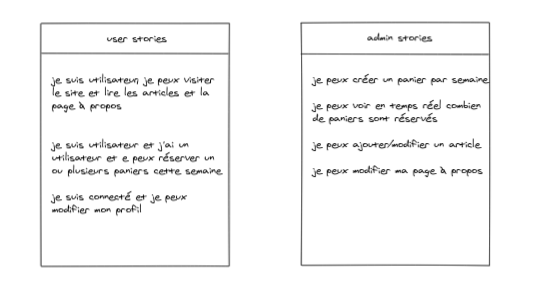 user stories
je suis utilisateur, je peux visiter
le site et lire les articles et la
page à propos
je suis utilisateur et j'ai un
utilisateur et e peux réserver un
ou plusieurs paniers cette semaine
je suis connecté et je peux
modifier mon profil
admin stories
je peux créer un panier par semaine
je peux voir en temps réel combien
de paniers sont réservés
je peux ajouter/modifier un article
je peux modifier ma page à propos